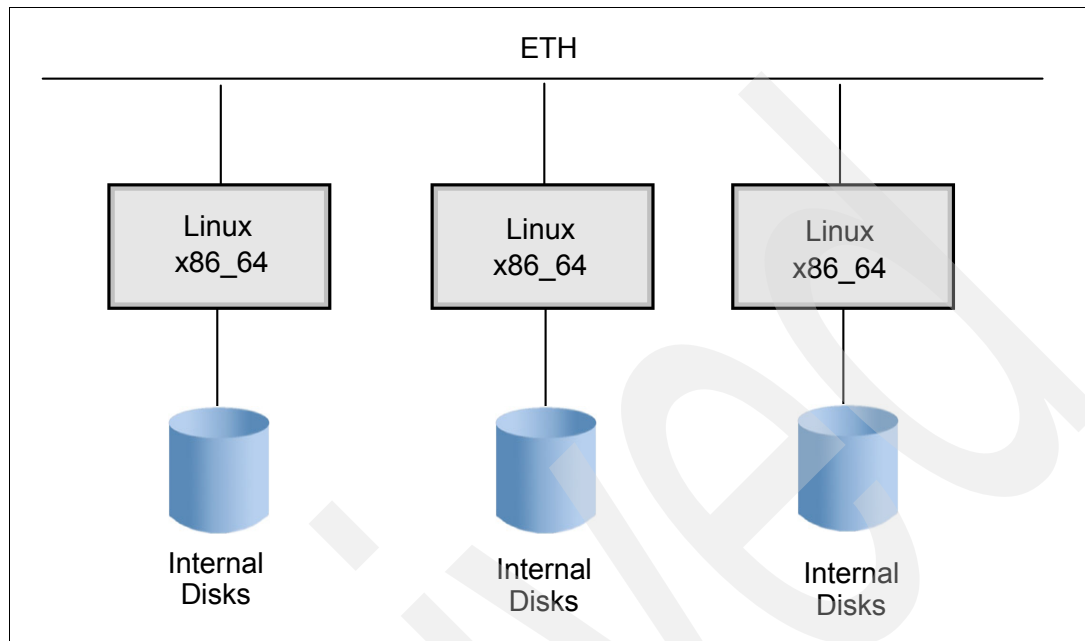 ETH
Linux
x86_64
Linux
x86_64
Linux
x86_64
Internal
Disks
Internal
Disks
Internal
Disks